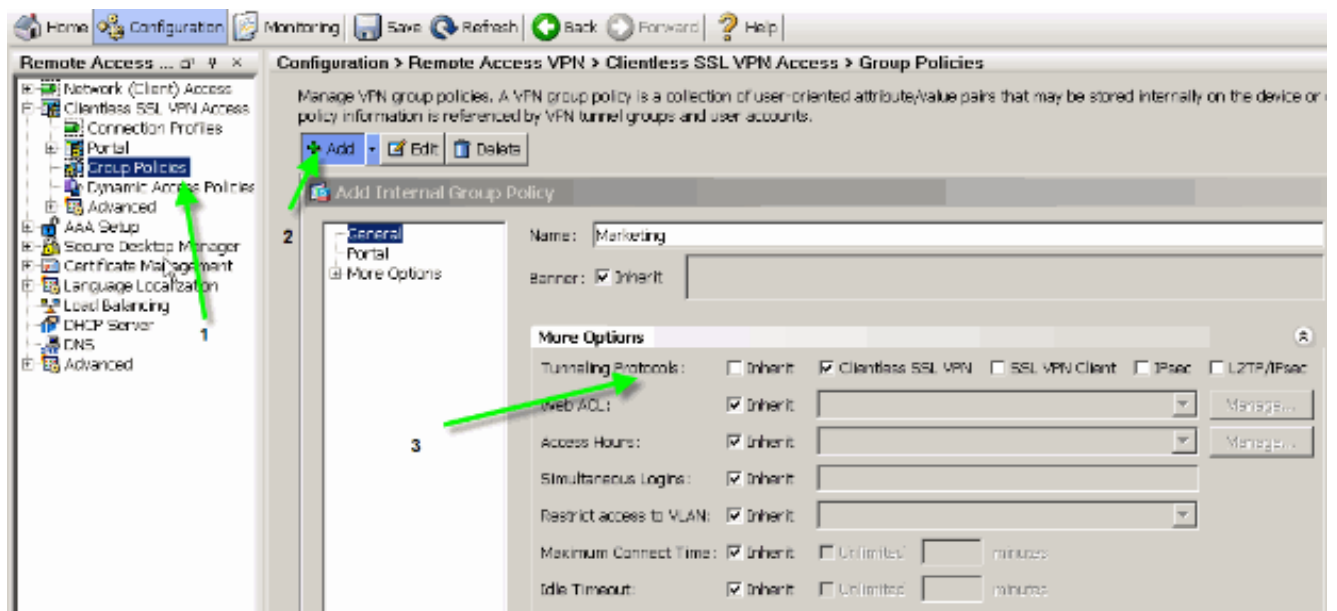 Home Configuration Monitoring Save Refresh Back Forward Help
Remote Access ...
Network (Client) Access
Clientless SSL VPN Access
Connection Profiles
Portal
Group Policies
Dynamic Access Policies
Advanced
AAA Setup
Secure Desktop Manager
Certificate Management
Language Localization
Load Balancing
DHCP Server
DNS
Advanced
1
Configuration > Remote Access VPN > Clientless SSL VPN Access > Group Policies
Manage VPN group policies. A VPN group policy is a collection of user-oriented attribute/value pairs that may be stored internally on the device or
policy information is referenced by VPN tunnel groups and user accounts.
Add Edit Delete
2
Add Internal Group Policy
General
Portal
More Options
3
Name: Marketing
Banner: Inherit
More Options
Tunneling Protocols: Inherit Clientless SSL VPN SSL VPN Client IPsec L2TP/IPsec
Web ACL: Inherit Manage...
Access Hours: Inherit Manage...
Simultaneous Logins: Inherit
Restrict access to VLAN: Inherit
Maximum Connect Time: Inherit Unlimited minutes
Idle Timeout: Inherit Unlimited minutes